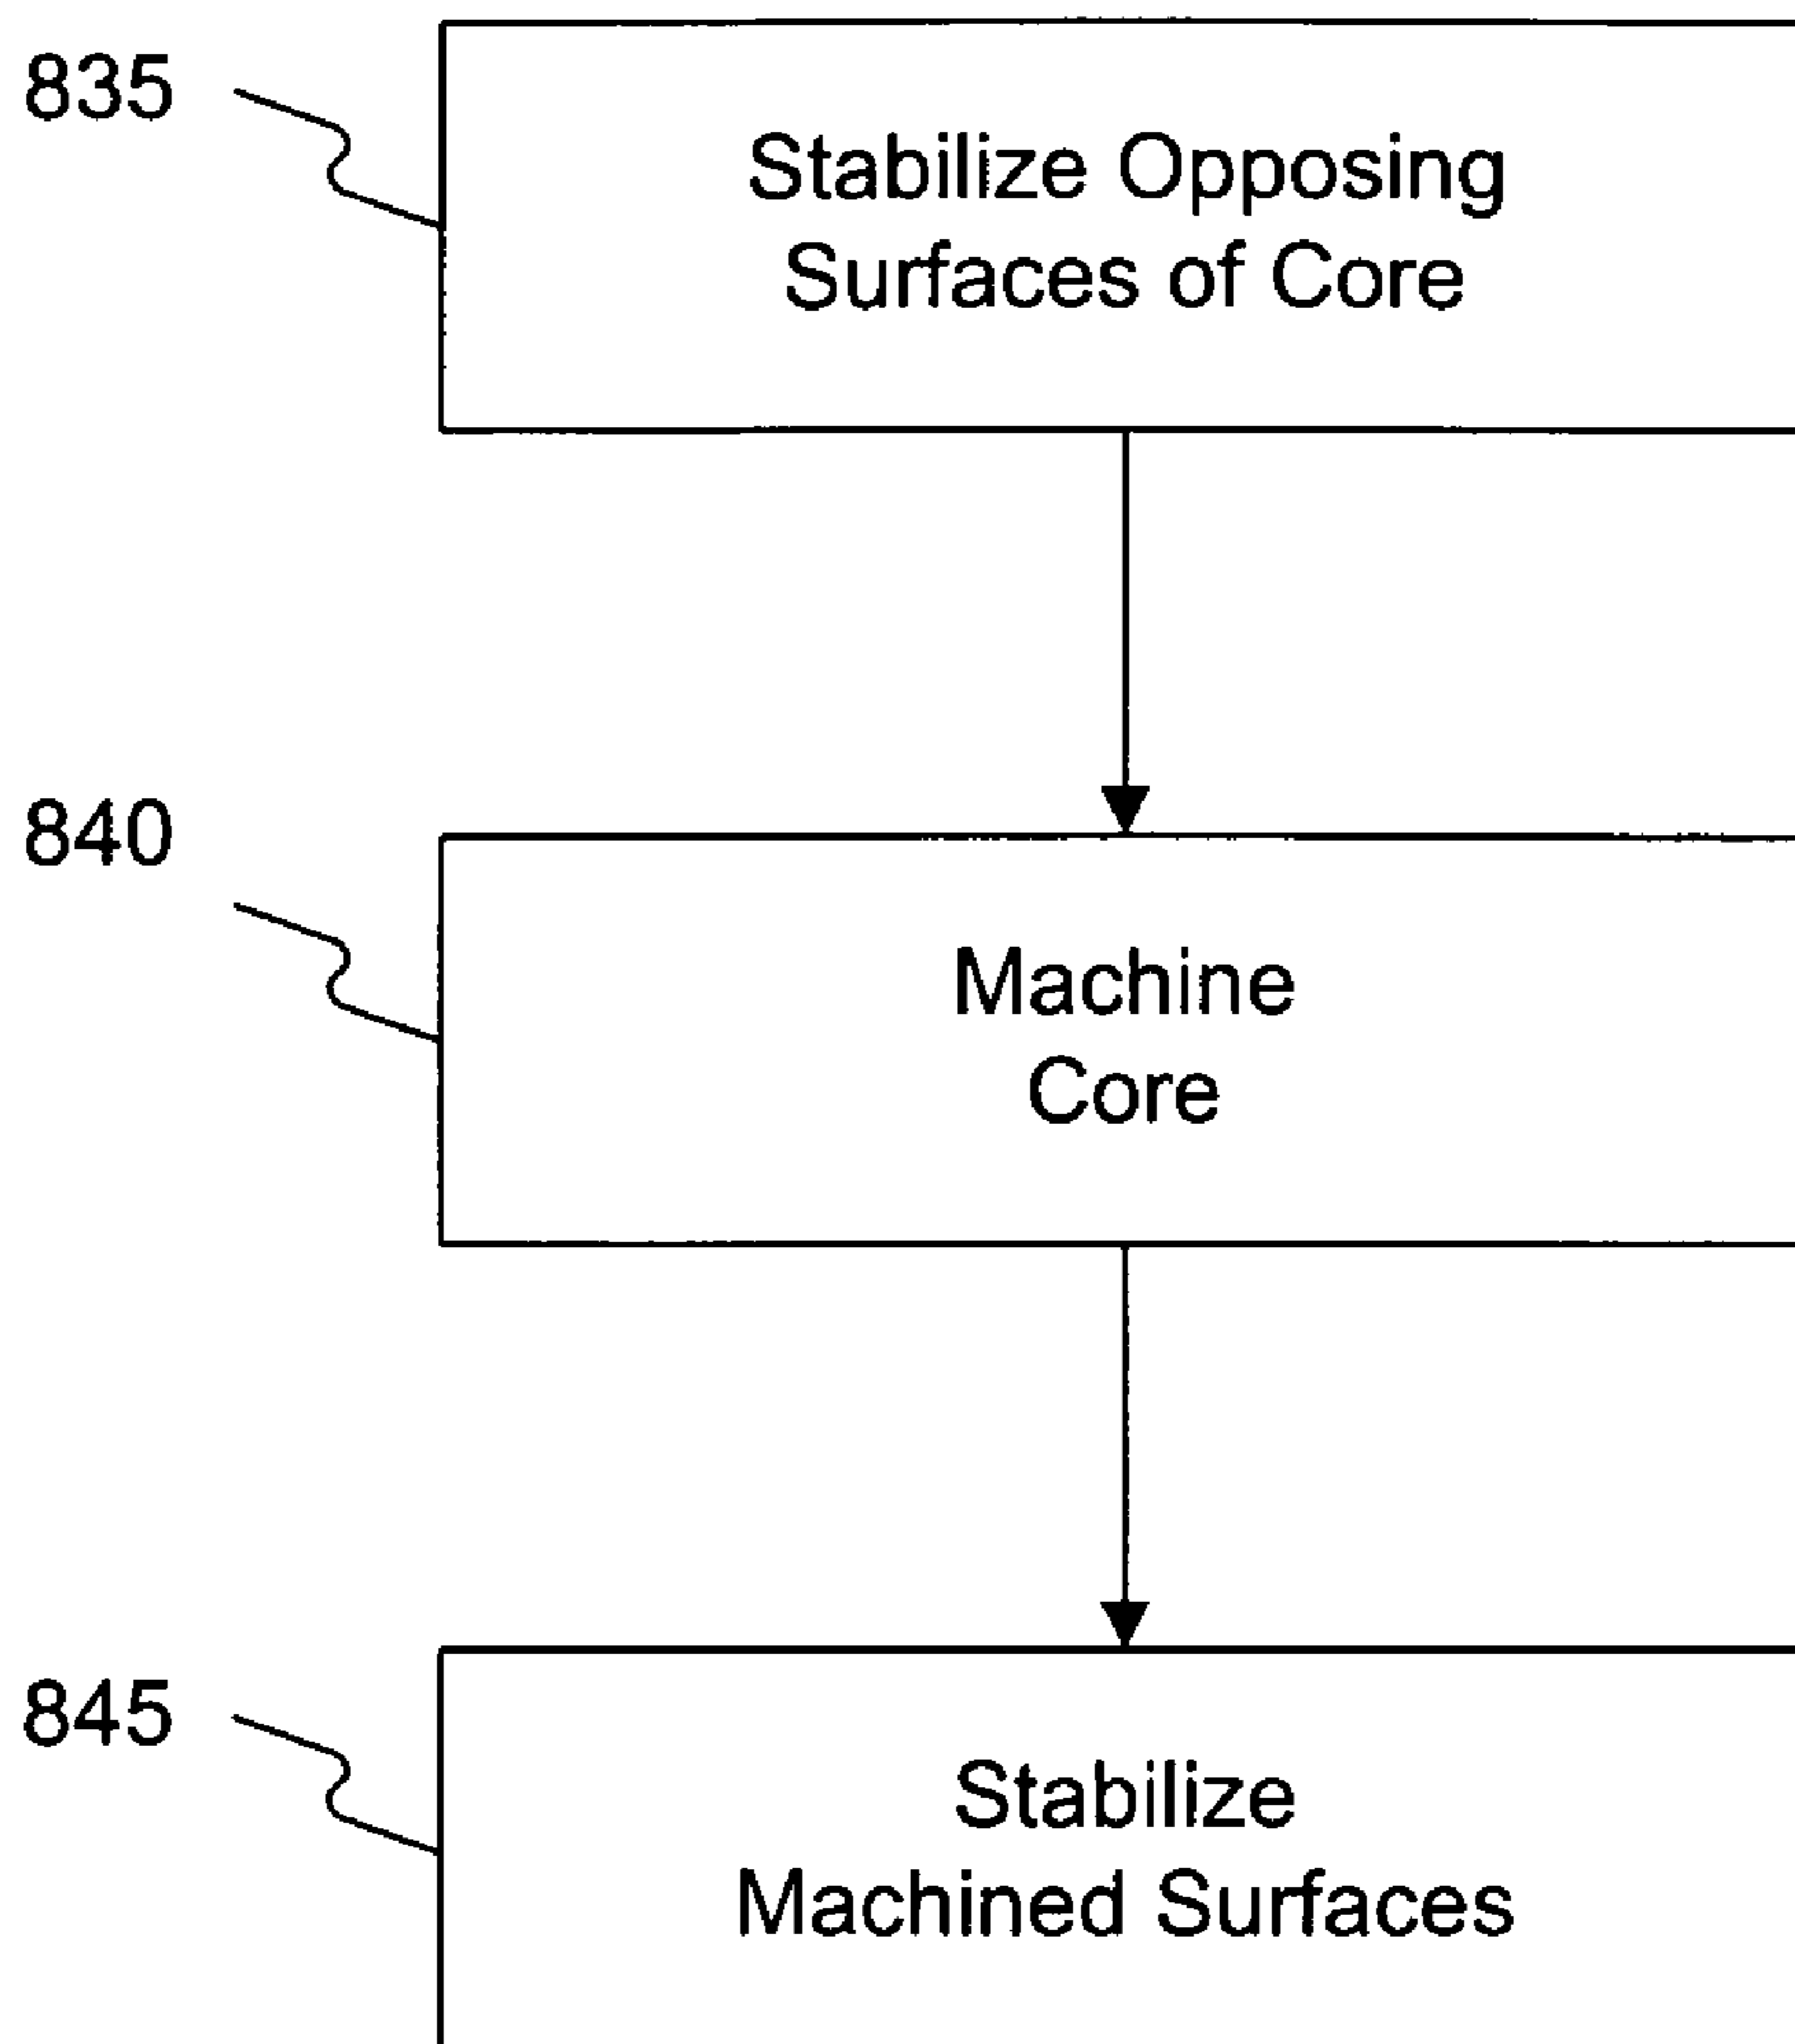 835
Stabilize Opposing
Surfaces of Core
840
Machine
Core
845
Stabilize
Machined Surfaces